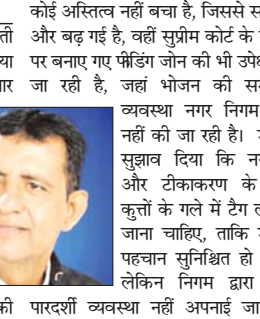 कोई अस्तित्व नहीं बचा है, जिससे स
ती और बढ़ गई है, वहीं सुप्रीम कोर्ट के
या पर बनाए गए फीडिंग जोन की भी उपे
ार जा रही है, जहां भोजन की स
व्यवस्था नगर निगम
नहीं की जा रही है।
सुझाव दिया कि न
और टीकाकरण के
कुत्तों के गले में टैग ल
जाना चाहिए, ताकि
पहचान सुनिश्चित हो
लेकिन निगम द्वारा
की पारदर्शी व्यवस्था नहीं अपनाई जा